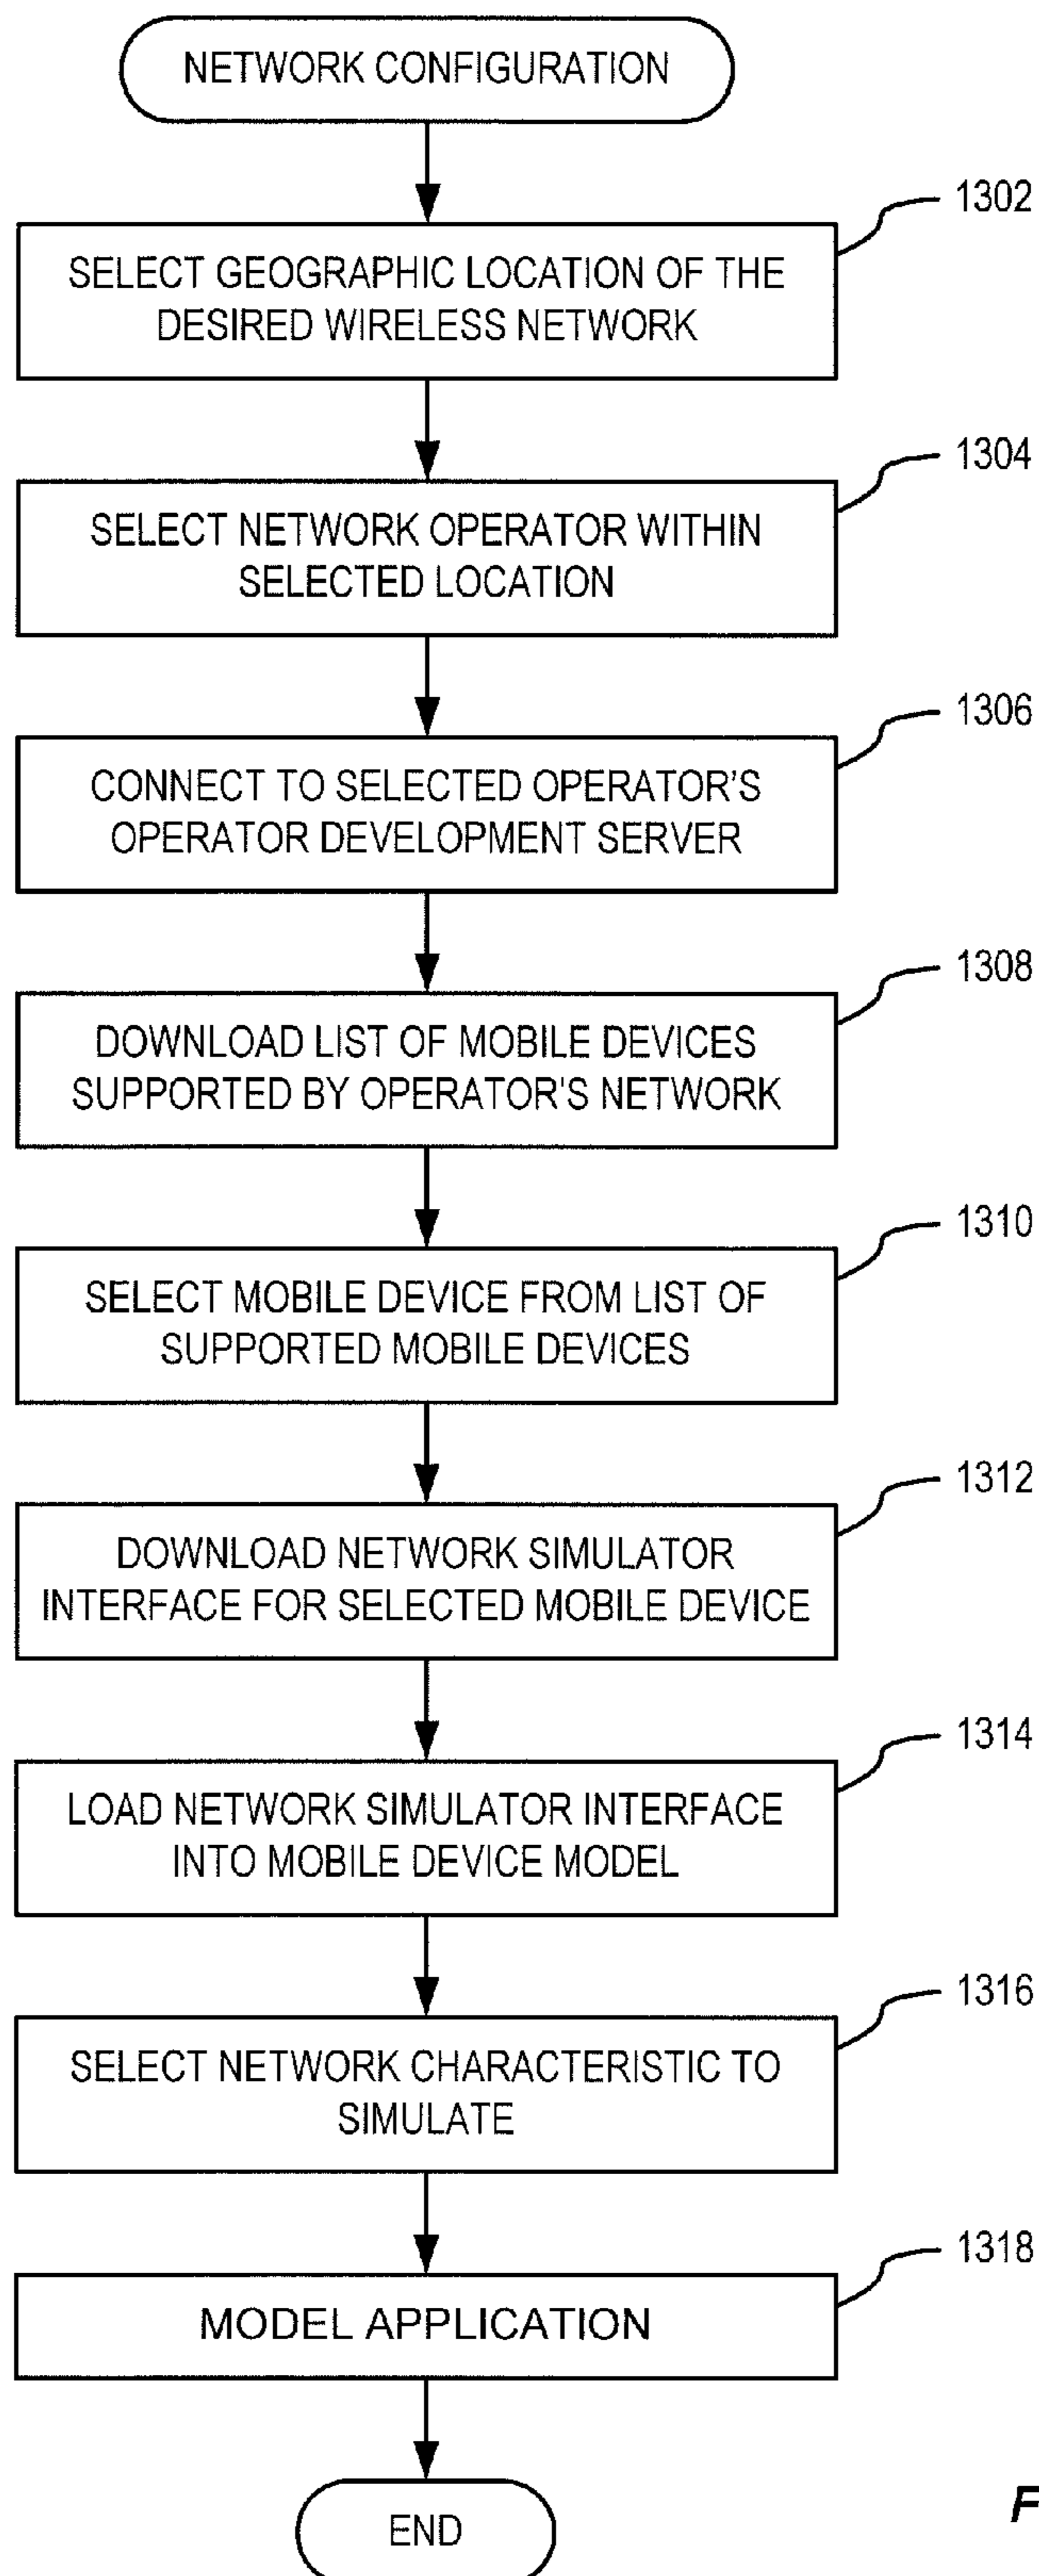 NETWORK CONFIGURATION
1302
SELECT GEOGRAPHIC LOCATION OF THE
DESIRED WIRELESS NETWORK
1304
SELECT NETWORK OPERATOR WITHIN
SELECTED LOCATION
1306
CONNECT TO SELECTED OPERATOR'S
OPERATOR DEVELOPMENT SERVER
1308
DOWNLOAD LIST OF MOBILE DEVICES
SUPPORTED BY OPERATOR'S NETWORK
1310
SELECT MOBILE DEVICE FROM LIST OF
SUPPORTED MOBILE DEVICES
1312
DOWNLOAD NETWORK SIMULATOR
INTERFACE FOR SELECTED MOBILE DEVICE
1314
LOAD NETWORK SIMULATOR INTERFACE
INTO MOBILE DEVICE MODEL
1316
SELECT NETWORK CHARACTERISTIC TO
SIMULATE
1318
MODEL APPLICATION
END